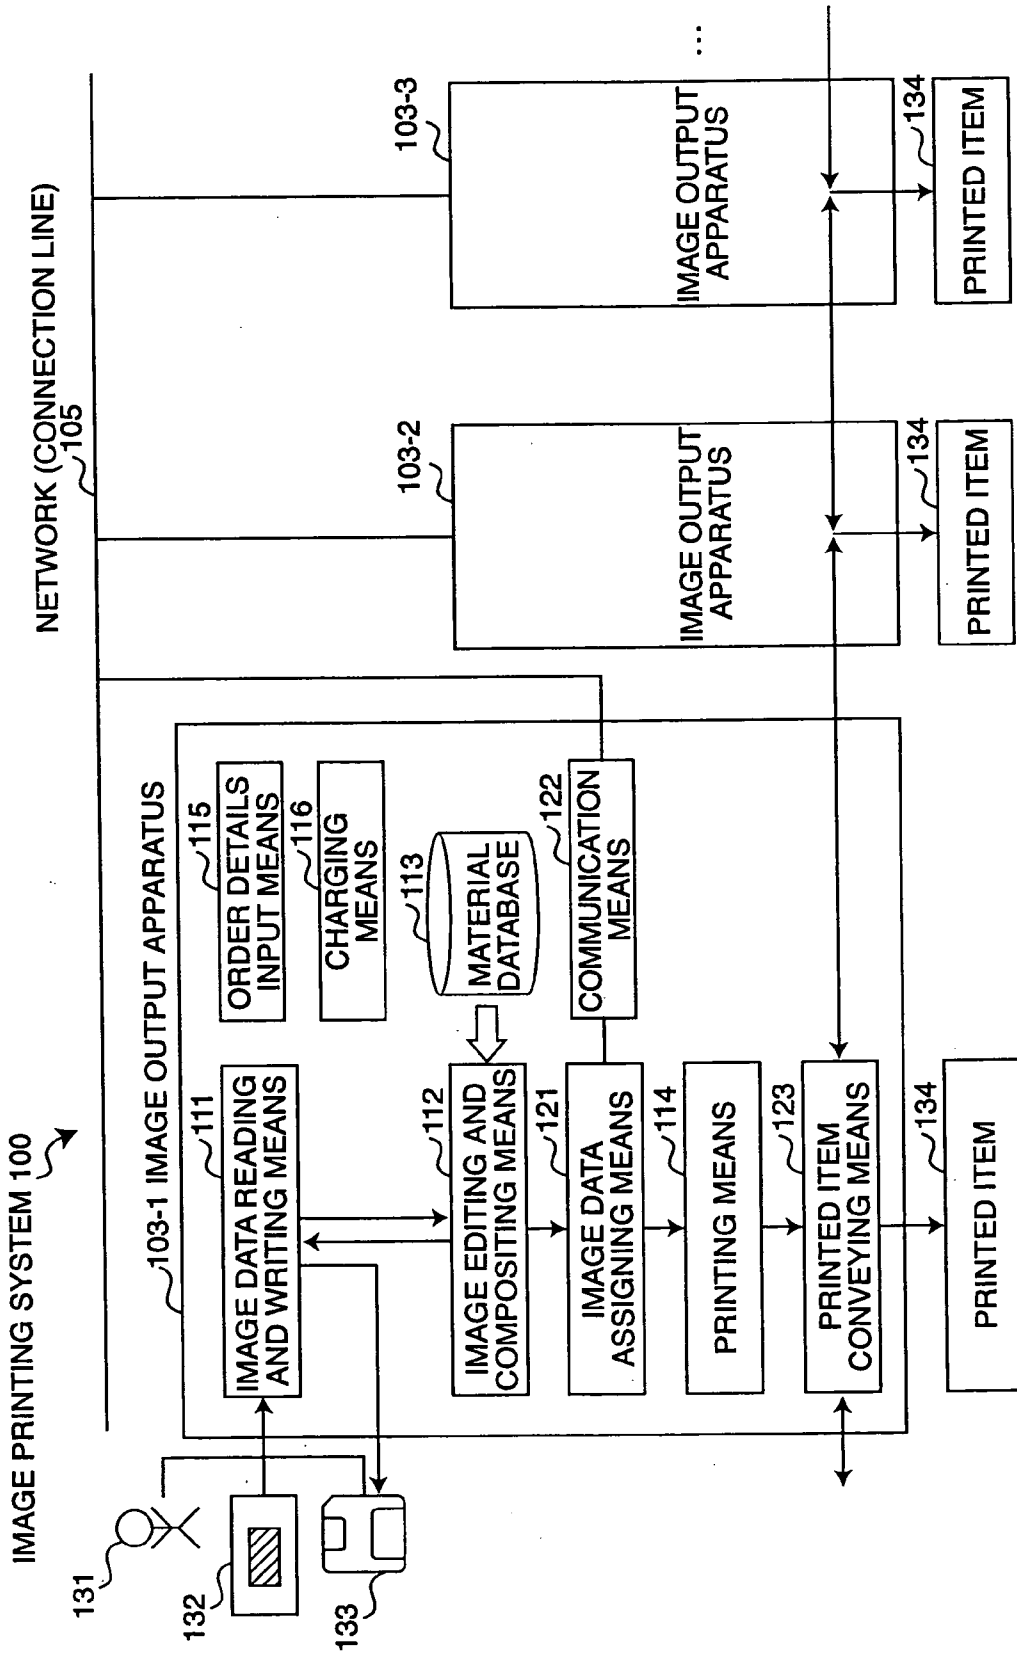 IMAGE PRINTING SYSTEM 100
NETWORK (CONNECTION LINE)
105
103-1 IMAGE OUTPUT APPARATUS
131
132
133
111
IMAGE DATA READING
AND WRITING MEANS
115
ORDER DETAILS
INPUT MEANS
116
CHARGING
MEANS
113
MATERIAL
DATABASE
112
IMAGE EDITING AND
COMPOSITING MEANS
121
IMAGE DATA
ASSIGNING MEANS
122
COMMUNICATION
MEANS
114
PRINTING MEANS
123
PRINTED ITEM
CONVEYING MEANS
134
PRINTED ITEM
103-2
IMAGE OUTPUT
APPARATUS
134
PRINTED ITEM
103-3
IMAGE OUTPUT
APPARATUS
134
PRINTED ITEM
...